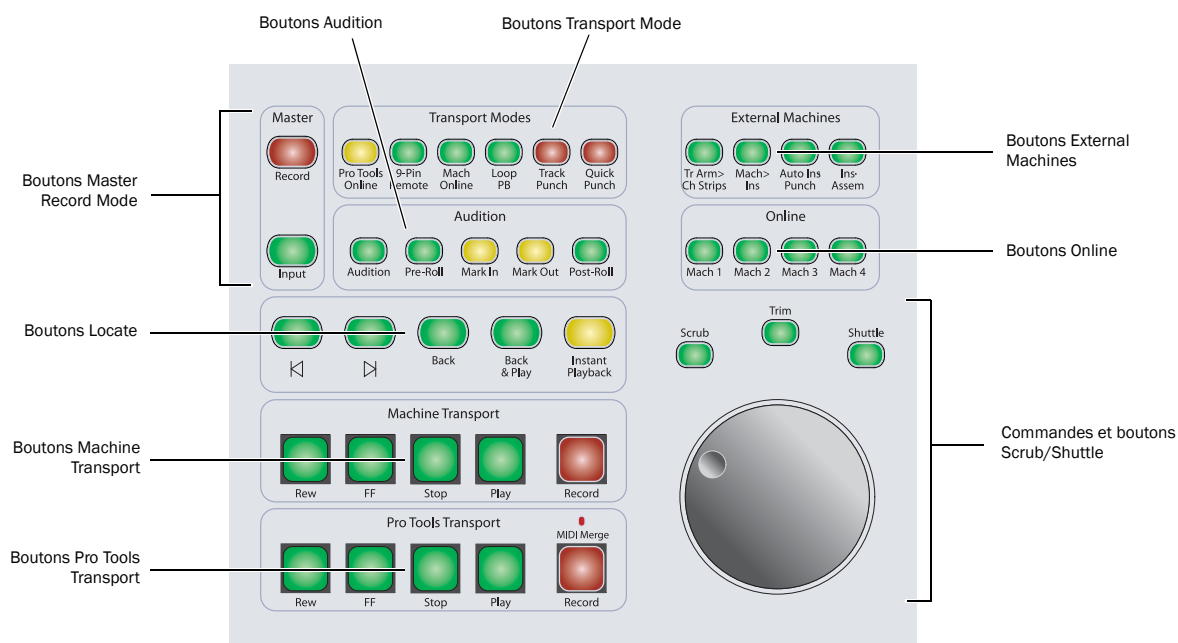 Boutons Audition
Boutons Transport Mode
Boutons Master
Record Mode
Master
Record
Input
Transport Modes
Pro Tools
Online
9-Pin
Remote
Mach
Online
Loop
PB
Track
Punch
Quick
Punch
External Machines
Tr Arm>
Ch Strips
Mach>
Ins
Auto Ins
Punch
Ins·
Assem
Boutons External
Machines
Audition
Audition
Pre-Roll
Mark In
Mark Out
Post-Roll
Online
Mach 1
Mach 2
Mach 3
Mach 4
Boutons Online
Boutons Locate
Back
Back
& Play
Instant
Playback
Scrub
Trim
Shuttle
Boutons Machine
Transport
Machine Transport
Rew
FF
Stop
Play
Record
Commandes et boutons
Scrub/Shuttle
Boutons Pro Tools
Transport
Pro Tools Transport
MIDI Merge
Rew
FF
Stop
Play
Record